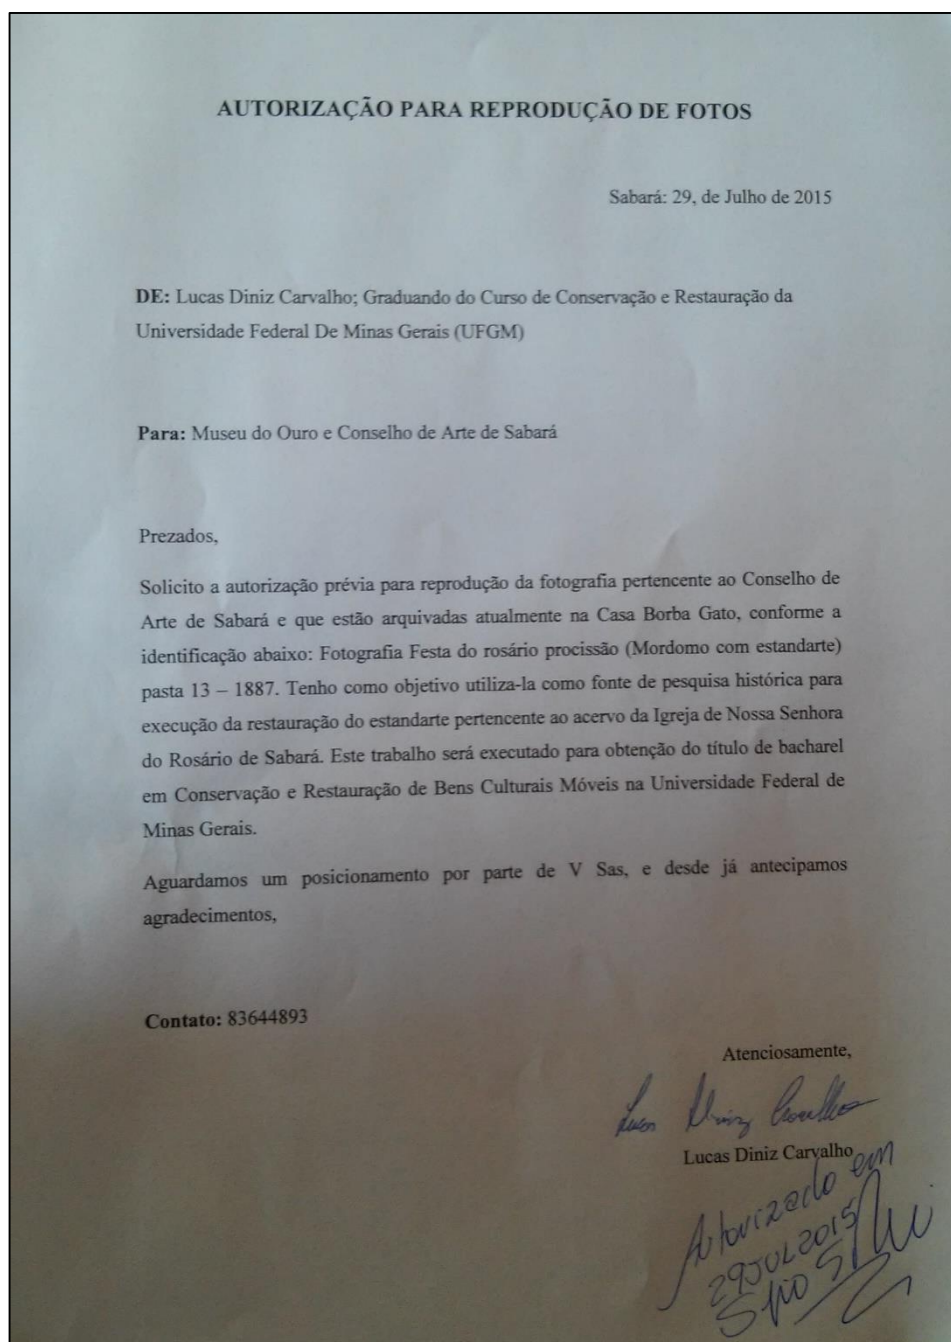 AUTORIZAÇÃO PARA REPRODUÇÃO DE FOTOS
Sabará: 29, de Julho de 2015
DE: Lucas Diniz Carvalho; Graduando do Curso de Conservação e Restauração da
Universidade Federal De Minas Gerais (UFGM)
Para: Museu do Ouro e Conselho de Arte de Sabará
Prezados,
Solicito a autorização prévia para reprodução da fotografia pertencente ao Conselho de
Arte de Sabará e que estão arquivadas atualmente na Casa Borba Gato, conforme a
identificação abaixo: Fotografia Festa do rosário procissão (Mordomo com estandarte)
pasta 13 – 1887. Tenho como objetivo utiliza-la como fonte de pesquisa histórica para
execução da restauração do estandarte pertencente ao acervo da Igreja de Nossa Senhora
do Rosário de Sabará. Este trabalho será executado para obtenção do título de bacharel
em Conservação e Restauração de Bens Culturais Móveis na Universidade Federal de
Minas Gerais.
Aguardamos um posicionamento por parte de V Sas, e desde já antecipamos
agradecimentos,
Contato: 83644893
Atenciosamente,
Lucas Diniz Carvalho
Lucas Diniz Carvalho
Autorizado em
29JUL2015